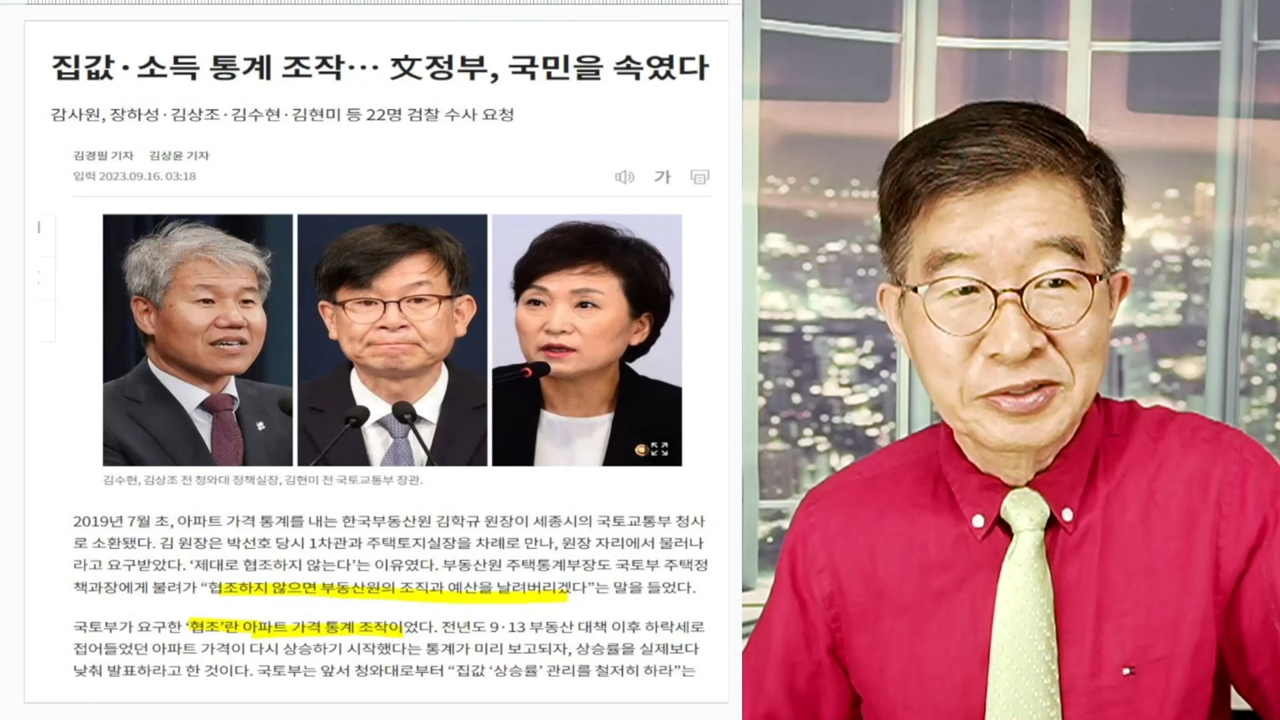 집값·소득 통계 조작… 文정부, 국민을 속였다
감사원, 장하성·김상조·김수현·김현미 등 22명 검찰 수사 요청
김경필 기자 김상윤 기자
입력 2023.09.16. 03:18
가
김수현, 김상조 전 청와대 정책실장, 김현미 전 국토교통부 장관.
2019년 7월 초, 아파트 가격 통계를 내는 한국부동산원 김학규 원장이 세종시의 국토교통부 청사
로 소환됐다. 김 원장은 박선호 당시 1차관과 주택토지실장을 차례로 만나, 원장 자리에서 물러나
라고 요구받았다. ‘제대로 협조하지 않는다’는 이유였다. 부동산원 주택통계부장도 국토부 주택정
책과장에게 불려가 “협조하지 않으면 부동산원의 조직과 예산을 날려버리겠다”는 말을 들었다.
국토부가 요구한 ‘협조’란 아파트 가격 통계 조작이었다. 전년도 9·13 부동산 대책 이후 하락세로
접어들었던 아파트 가격이 다시 상승하기 시작했다는 통계가 미리 보고되자, 상승률을 실제보다
낮춰 발표하라고 한 것이다. 국토부는 앞서 청와대로부터 “집값 ‘상승률’ 관리를 철저히 하라”는